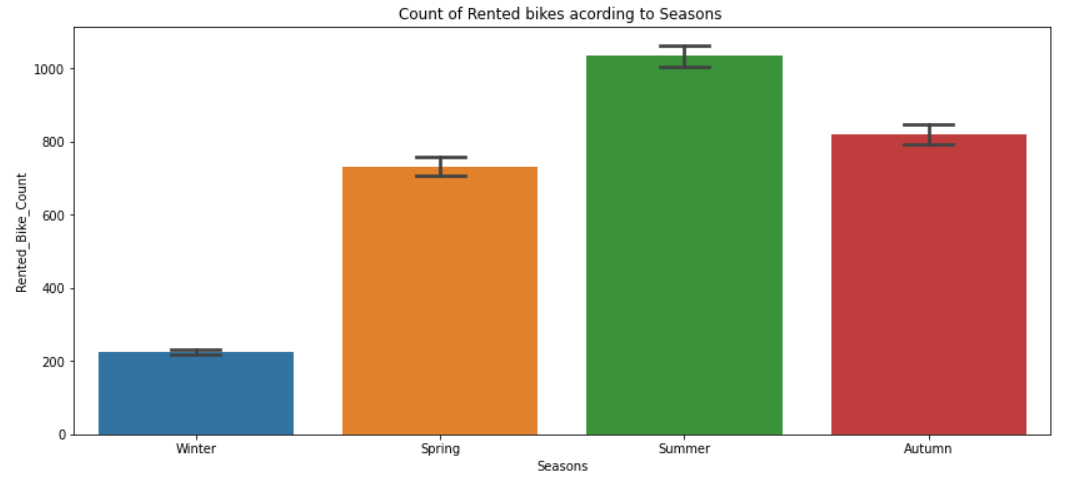 Count of Rented bikes acording to Seasons
Rented_Bike_Count
1000
800
600
400
200
0
Winter Spring Summer Autumn
Seasons